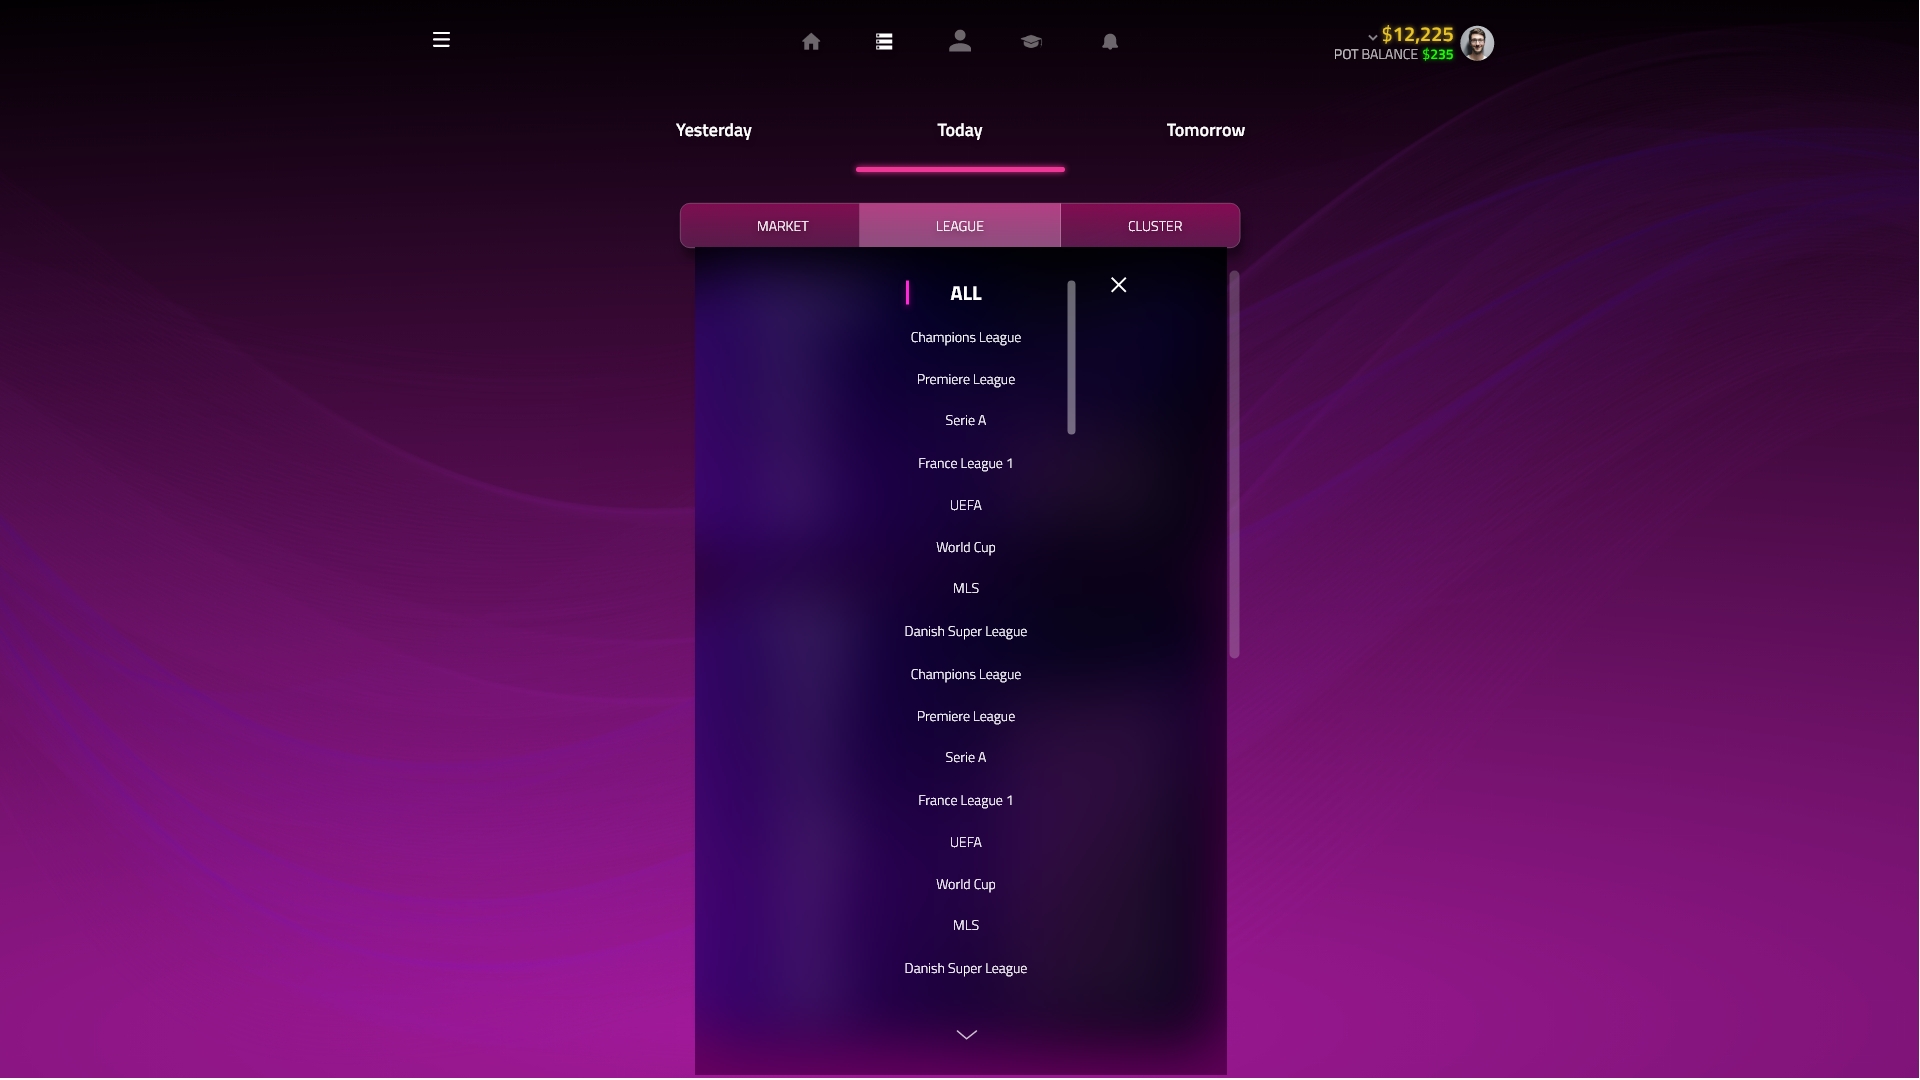 $12,225
POT BALANCE $235
Yesterday Today Tomorrow
MARKET LEAGUE CLUSTER
ALL
Champions League
Premiere League
Serie A
France League 1
UEFA
World Cup
MLS
Danish Super League
Champions League
Premiere League
Serie A
France League 1
UEFA
World Cup
MLS
Danish Super League